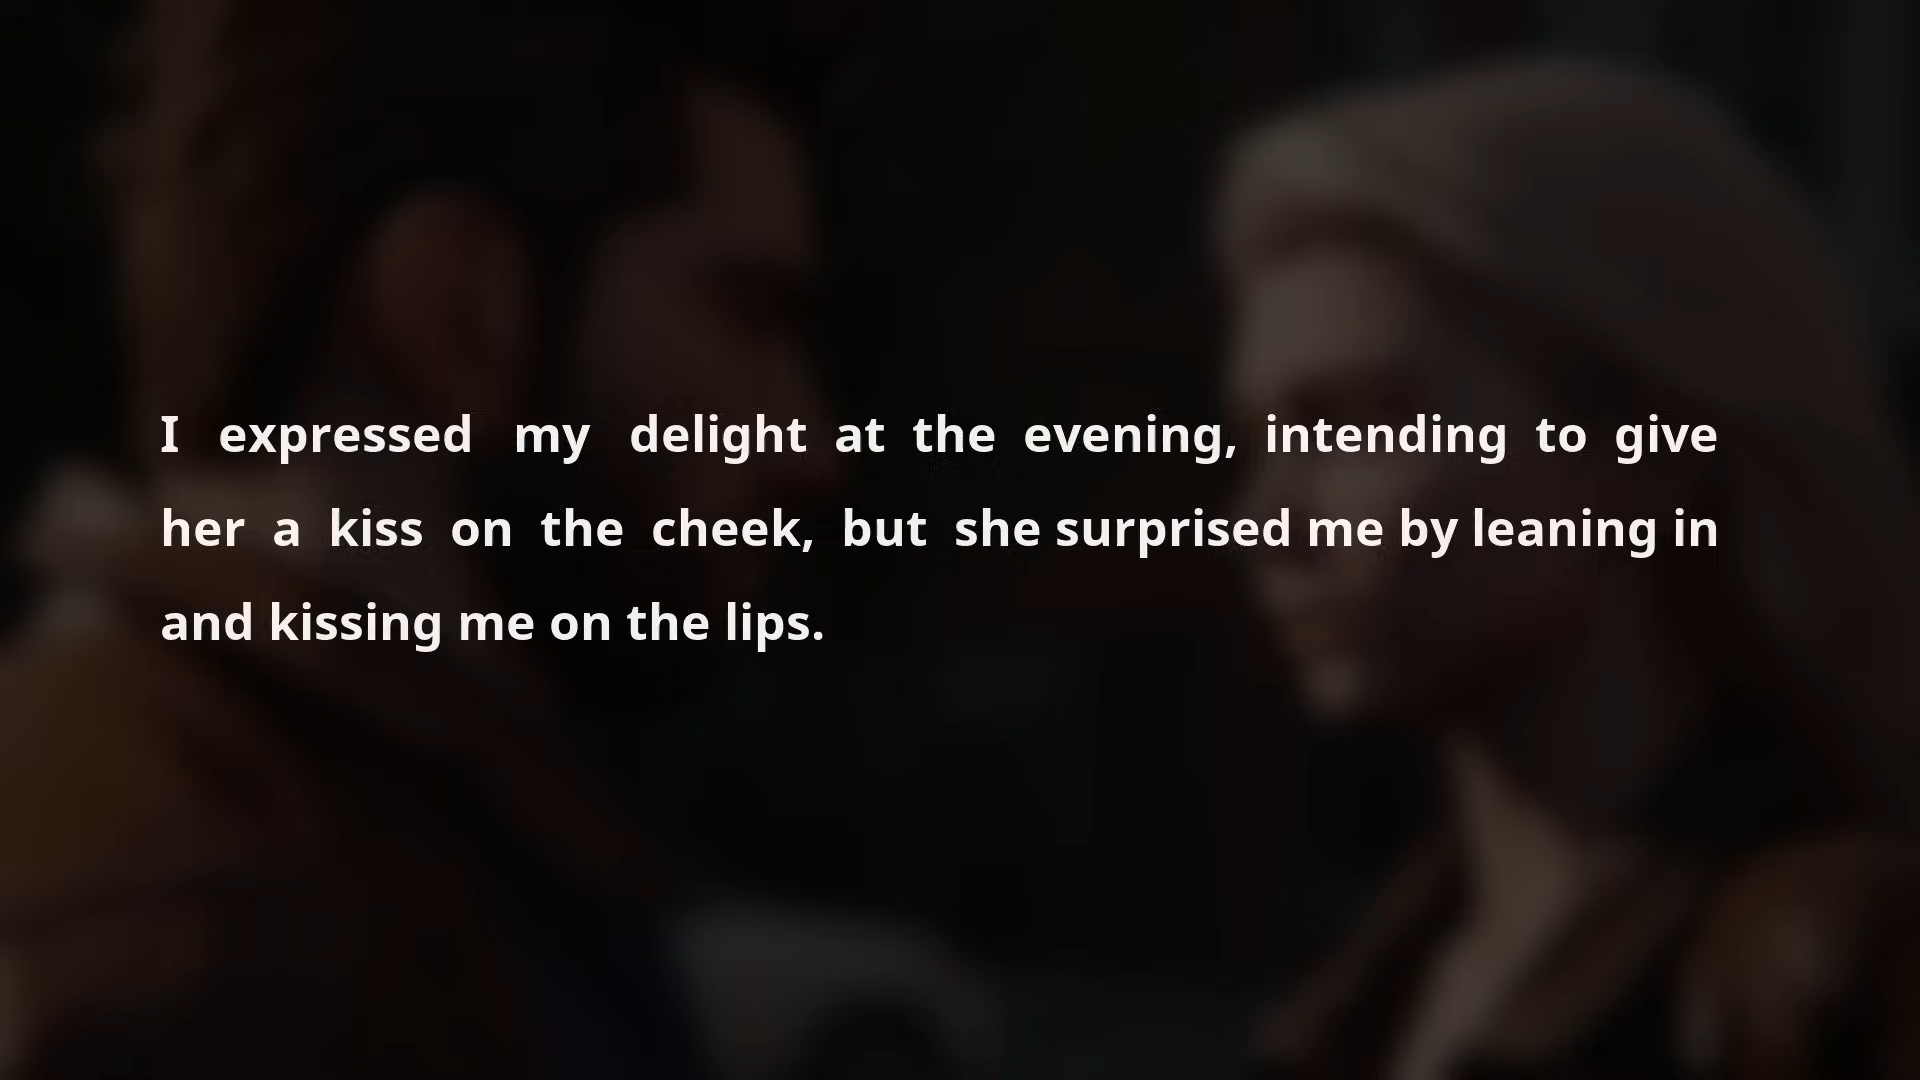 I expressed my delight at the evening, intending to give
her a kiss on the cheek, but she surprised me by leaning in
and kissing me on the lips.